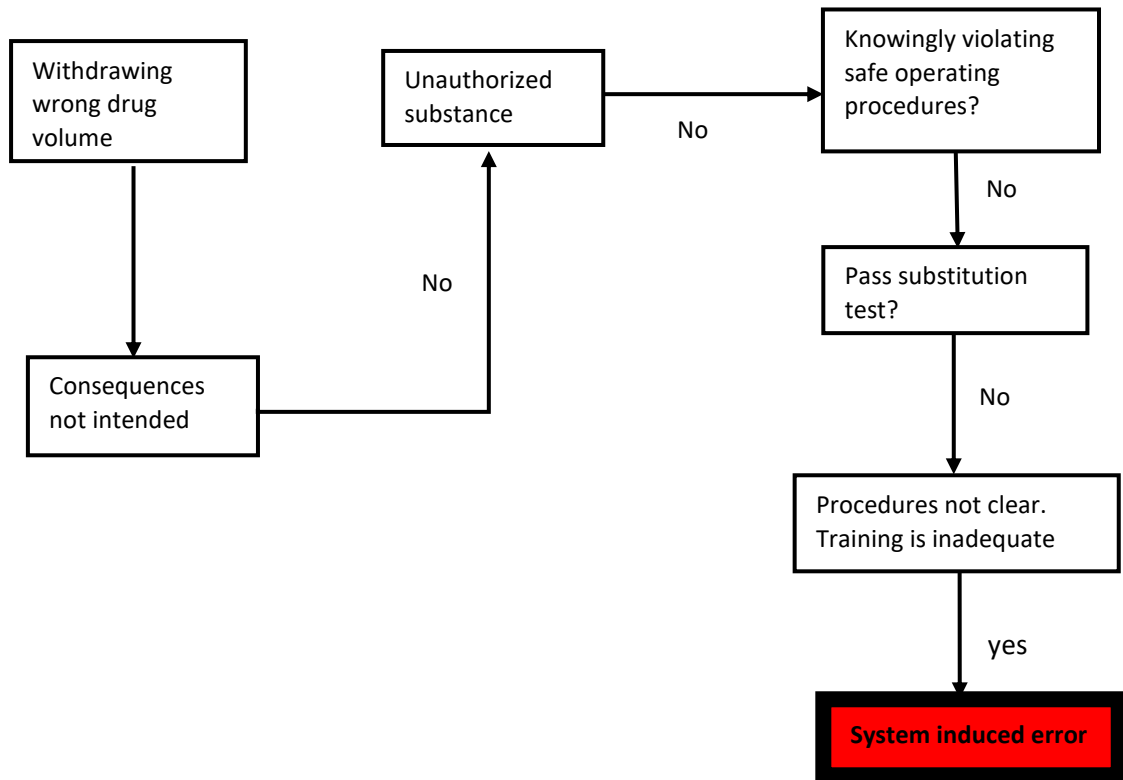 Withdrawing
wrong drug
volume
Consequences
not intended
No
Unauthorized
substance
No
Knowingly violating
safe operating
procedures?
No
Pass substitution
test?
No
Procedures not clear.
Training is inadequate
yes
System induced error